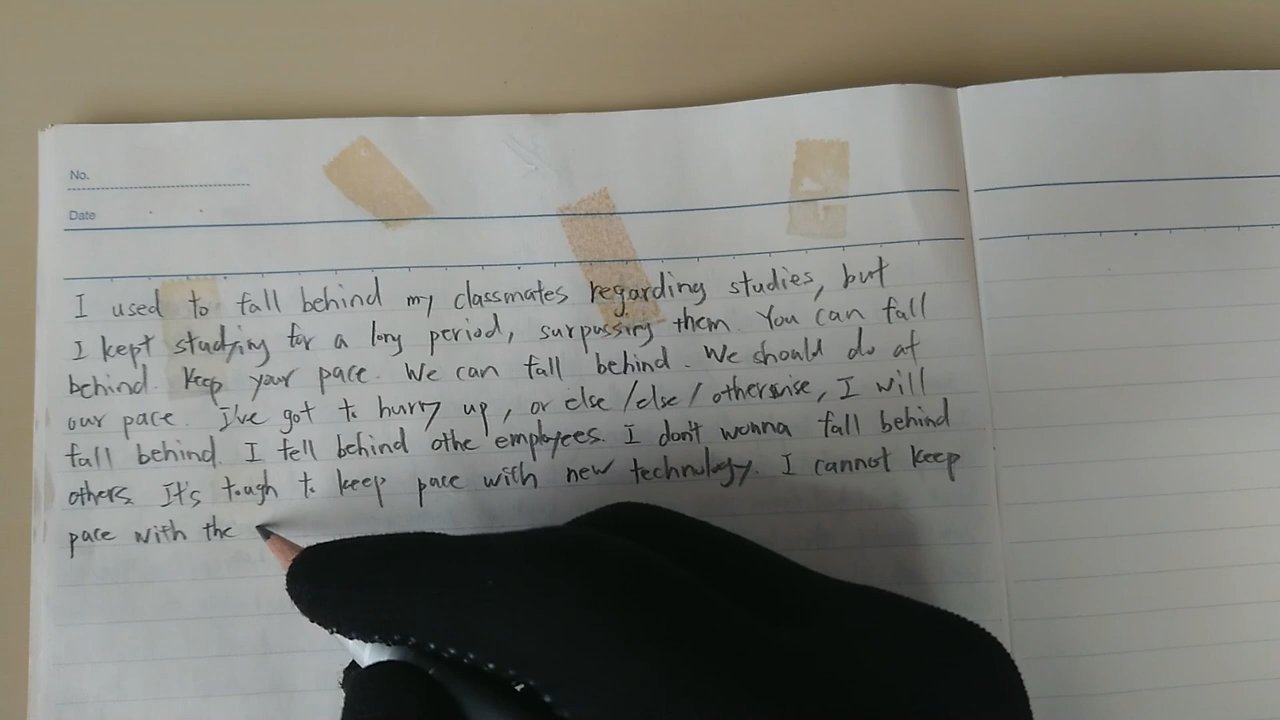 No.
Date
I used to fall behind my classmates regarding studies, but
I kept studying for a long period, surpassing them. You can fall
behind. Keep your pace. We can fall behind. We should do at
our pace. I've got to hurry up, or else / else / otherwise, I will
fall behind. I fell behind othe employees. I don't wanna fall behind
others. It's tough to keep pace with new technology. I cannot keep
pace with the